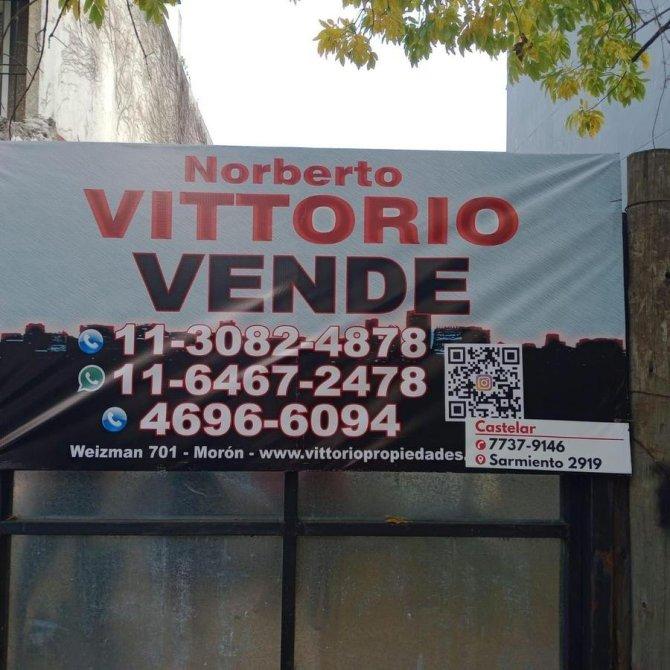 Norberto
VITTORIO
VENDE
11-3082-4878
11-6467-2478
4696-6094
Weizman 701 - Morón - www.vittoriopropiedades.
Castelar
7737-9146
Sarmiento 2919